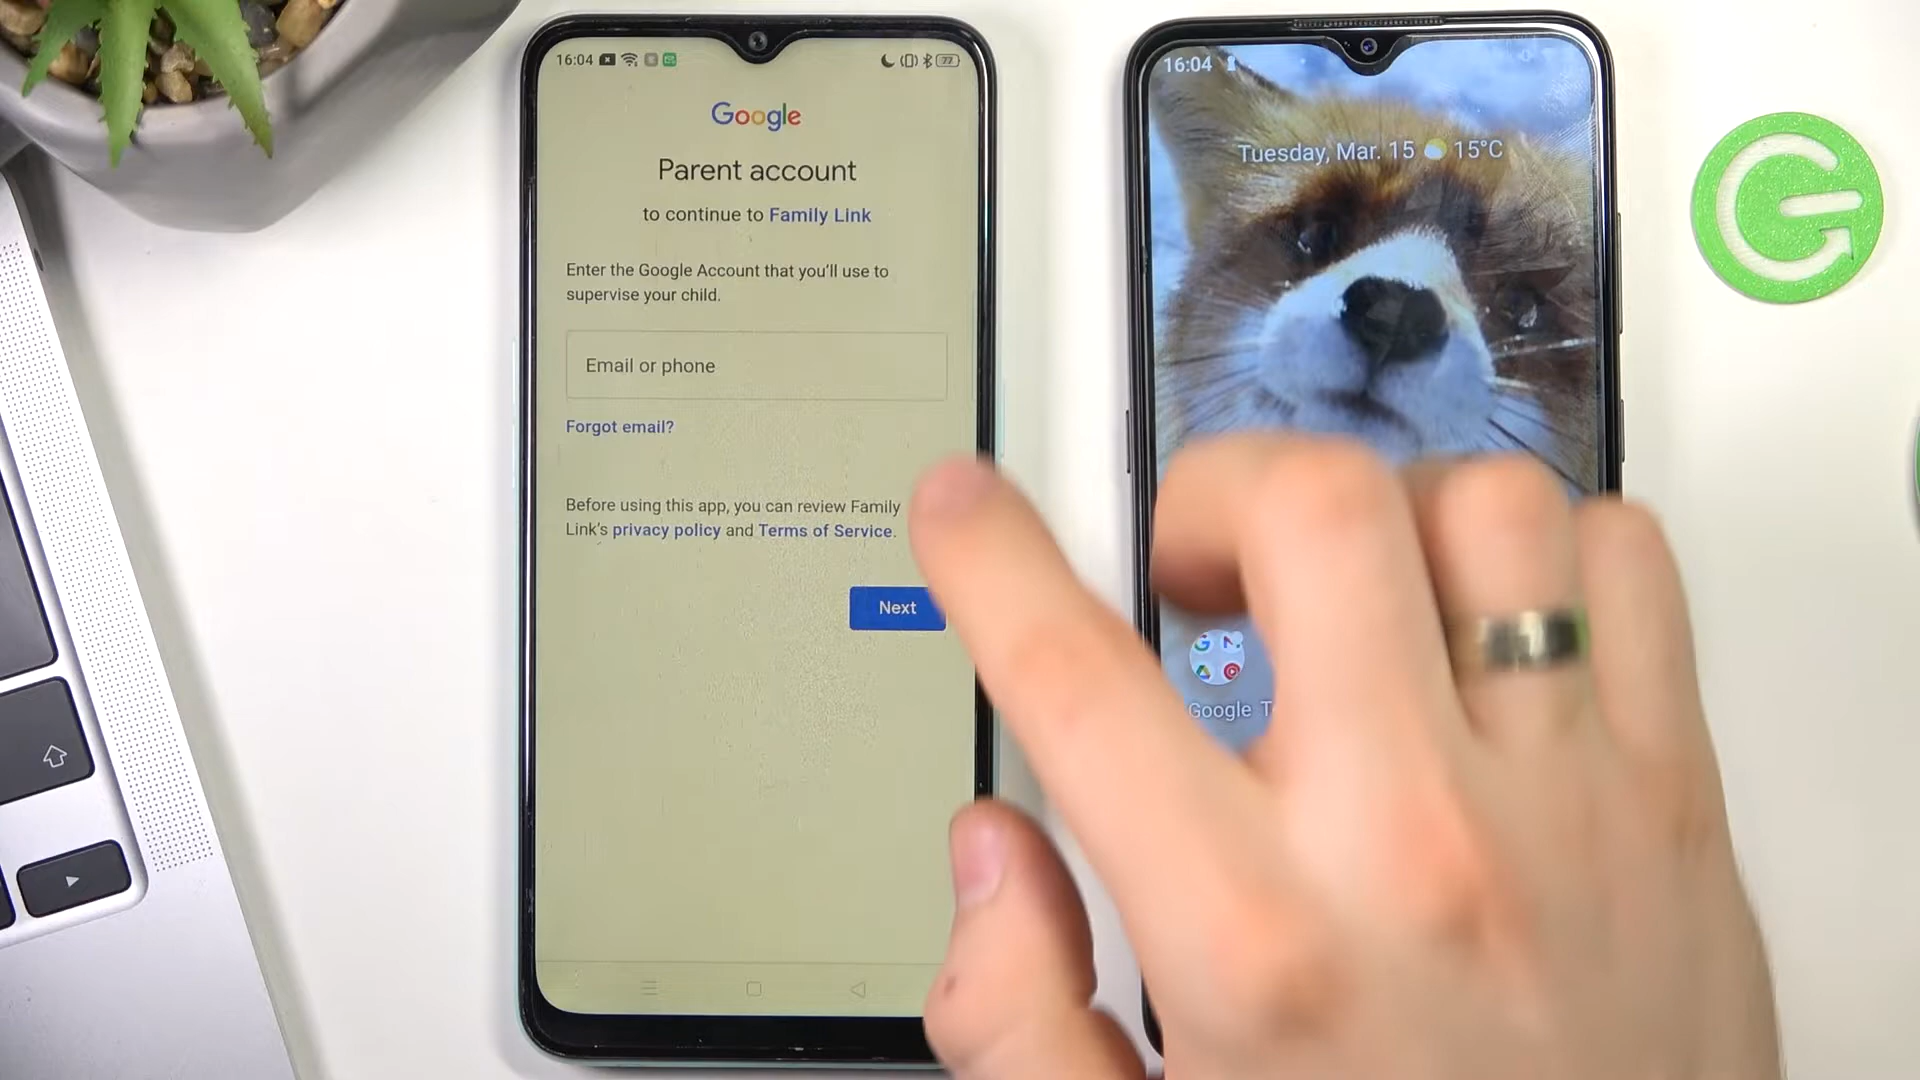 16:04
77
Google
Parent account
to continue to Family Link
Enter the Google Account that you'll use to
supervise your child.
Email or phone
Forgot email?
Before using this app, you can review Family
Link's privacy policy and Terms of Service.
Next
16:04
Tuesday, Mar. 15 15°C
Google